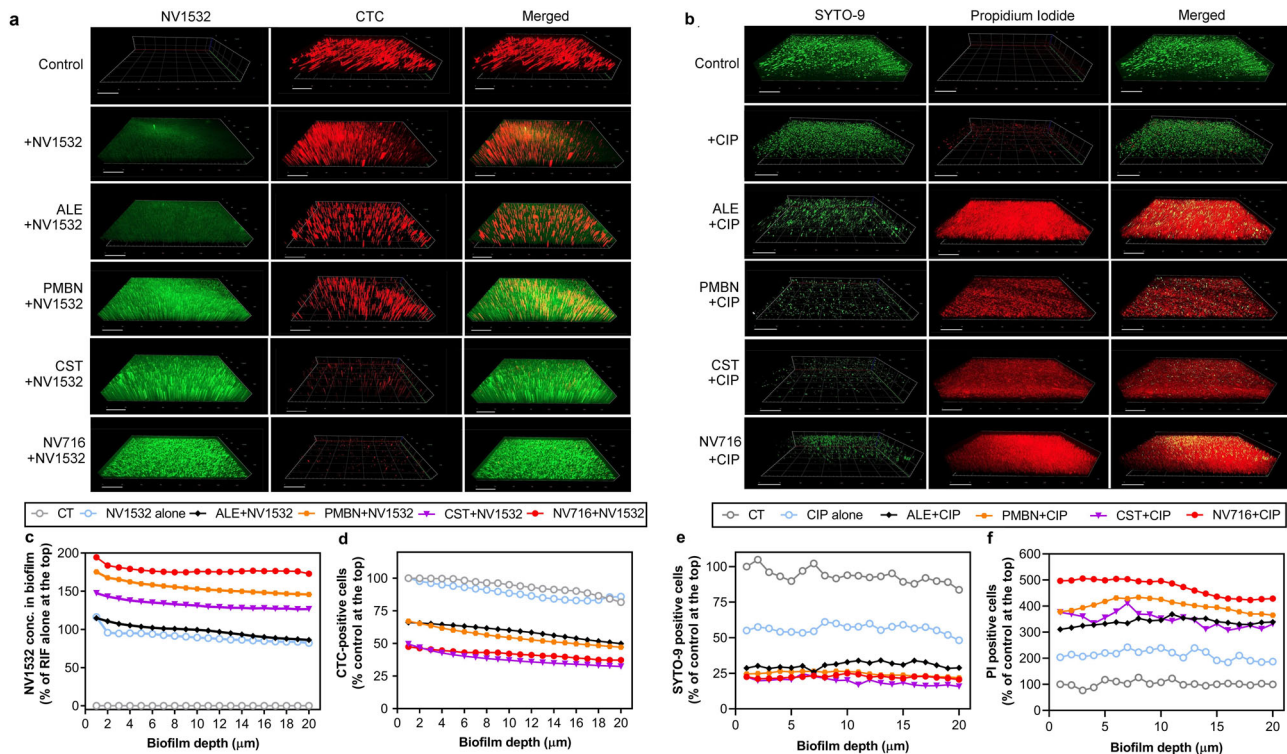 a
NV1532 CTC Merged
Control
+NV1532
ALE
+NV1532
PMBN
+NV1532
CST
+NV1532
NV716
+NV1532
CT NV1532 alone ALE+NV1532 PMBN+NV1532 CST+NV1532 NV716+NV1532
b
SYTO-9 Propidium Iodide Merged
Control
+CIP
ALE
+CIP
PMBN
+CIP
CST
+CIP
NV716
+CIP
CT CIP alone ALE+CIP PMBN+CIP CST+CIP NV716+CIP
c
NV1532 conc. in biofilm
(% of RIF alone at the top)
200
150
100
50
0
0 2 4 6 8 10 12 14 16 18 20
Biofilm depth (µm)
d
CTC-positive cells
(% control at the top)
100
75
50
25
0
0 2 4 6 8 10 12 14 16 18 20
Biofilm depth (µm)
e
SYTO-9 positive cells
(% of control at the top)
100
75
50
25
0
0 5 10 15 20
Biofilm depth (µm)
f
PI positive cells
(% of control at the top)
600
500
400
300
200
100
0
0 5 10 15 20
Biofilm depth (µm)